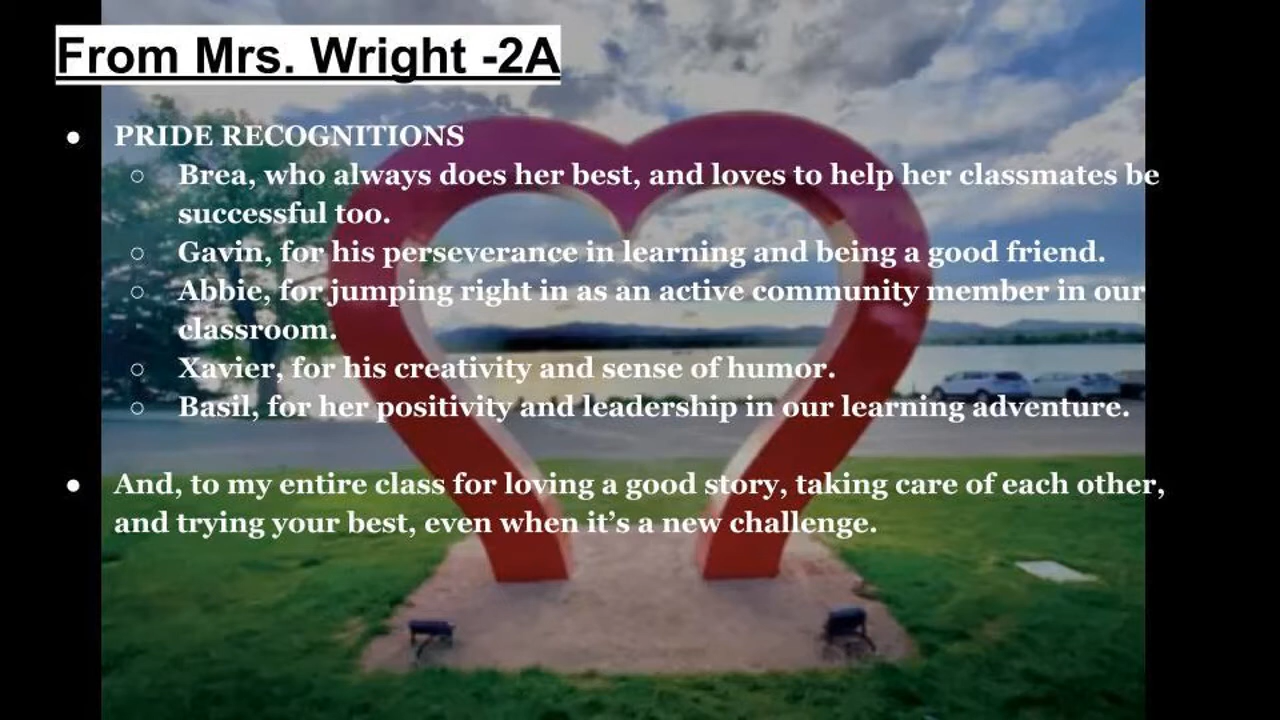 From Mrs. Wright -2A
● PRIDE RECOGNITIONS
○ Brea, who always does her best, and loves to help her classmates be
successful too.
○ Gavin, for his perseverance in learning and being a good friend.
○ Abbie, for jumping right in as an active community member in our
classroom.
○ Xavier, for his creativity and sense of humor.
○ Basil, for her positivity and leadership in our learning adventure.
● And, to my entire class for loving a good story, taking care of each other,
and trying your best, even when it’s a new challenge.